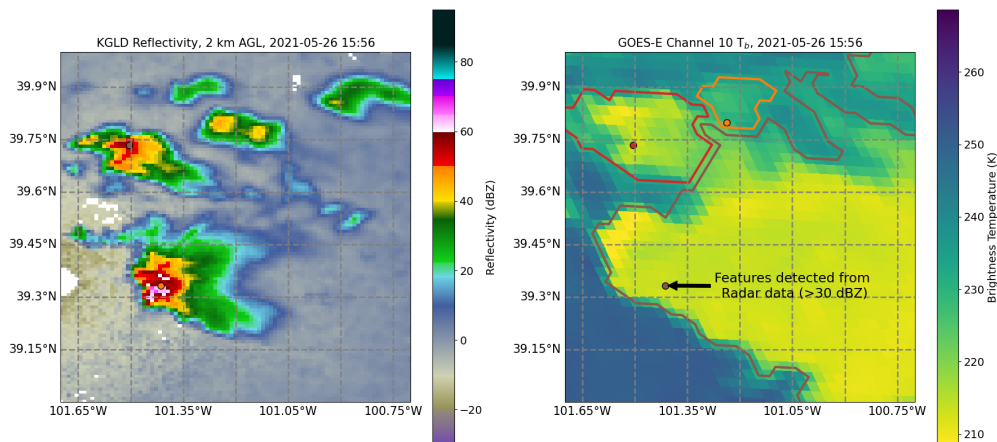 KGLD Reflectivity, 2 km AGL, 2021-05-26 15:56
39.9°N
39.75°N
39.6°N
39.45°N
39.3°N
39.15°N
101.65°W
101.35°W
101.05°W
100.75°W
80
60
40
20
0
−20
Reflectivity (dBZ)
GOES-E Channel 10 T_b, 2021-05-26 15:56
39.9°N
39.75°N
39.6°N
39.45°N
39.3°N
39.15°N
Features detected from
Radar data (>30 dBZ)
101.65°W
101.35°W
101.05°W
100.75°W
260
250
240
230
220
210
Brightness Temperature (K)